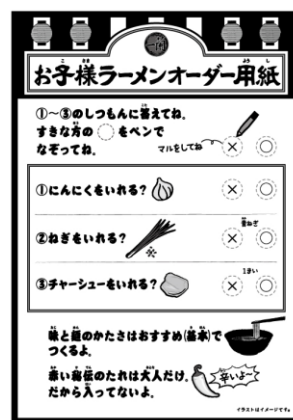 お子様ラーメンオーダー用紙
①～③のしつもんに答えてね。
すきな方の◌をペンで
なぞってね。
マルをしてね
①にんにくをいれる?
②ねぎをいれる?
青ねぎ
③チャーシューをいれる?
1まい
味と麺のかたさはおすすめ(基本)で
つくるよ。
赤い秘伝のたれは大人だけ。
だから入ってないよ。
辛いよー
イラストはイメージです。